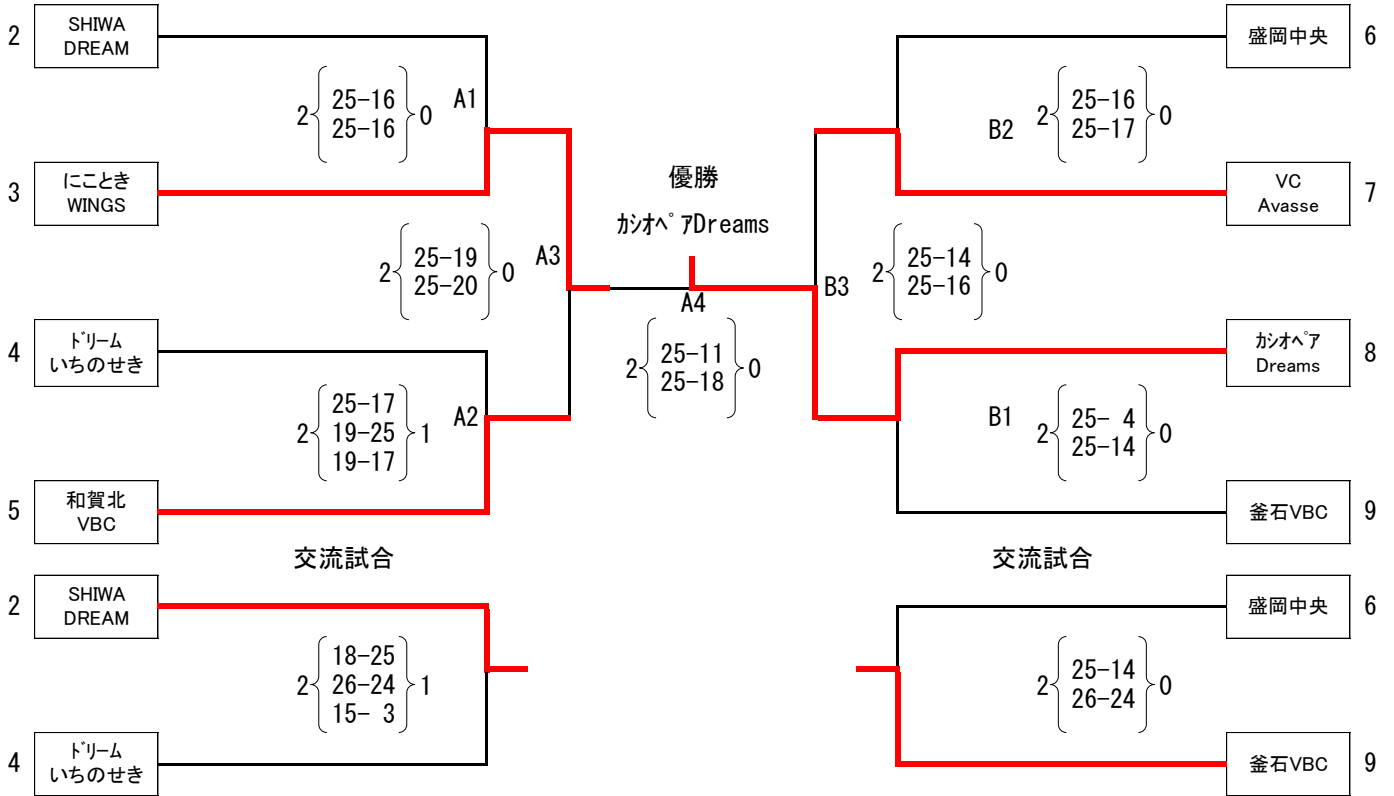 2
SHIWA
DREAM
盛岡中央
6
2
25-16
25-16
0
A1
B2
2
25-16
25-17
0
3
にことき
WINGS
優勝
カシオペアDreams
VC
Avasse
7
2
25-19
25-20
0
A3
B3
2
25-14
25-16
0
A4
2
25-11
25-18
0
4
ドリーム
いちのせき
カシオペア
Dreams
8
2
25-17
19-25
19-17
1
A2
B1
2
25- 4
25-14
0
5
和賀北
VBC
釜石VBC
9
交流試合
交流試合
2
SHIWA
DREAM
盛岡中央
6
2
18-25
26-24
15- 3
1
2
25-14
26-24
0
4
ドリーム
いちのせき
釜石VBC
9